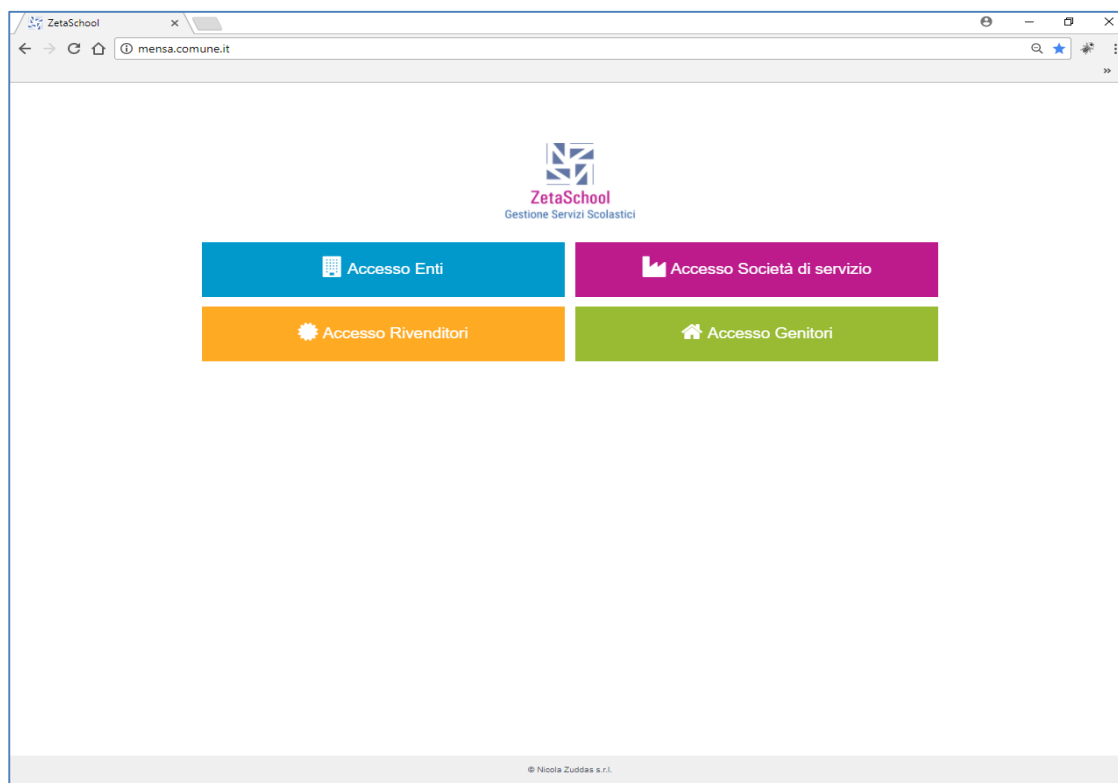 ZetaSchool
mensa.comune.it
ZetaSchool
Gestione Servizi Scolastici
Accesso Enti
Accesso Società di servizio
Accesso Rivenditori
Accesso Genitori
© Nicola Zuddas s.r.l.